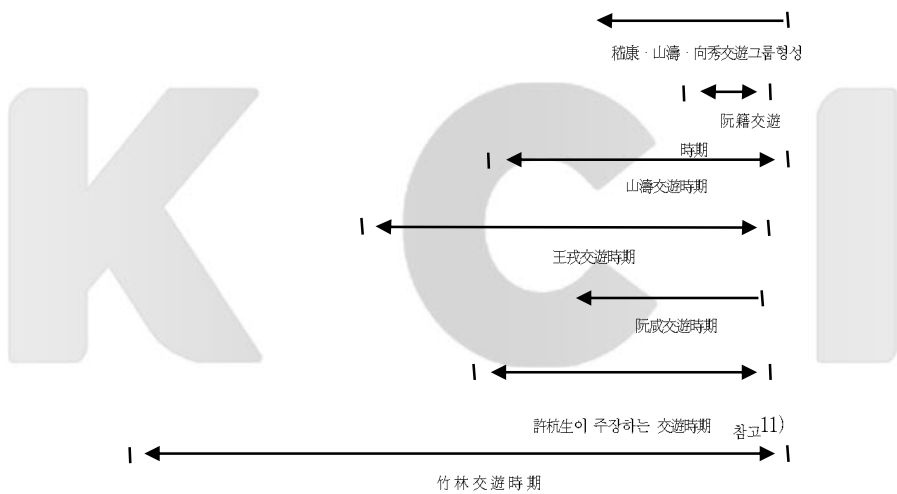 嵇康·山濤·向秀交遊그룹형성
阮籍交遊
時期
山濤交遊時期
王戎交遊時期
阮咸交遊時期
許杭生이 주장하는 交遊時期 참고11)
竹林交遊時期
KCI